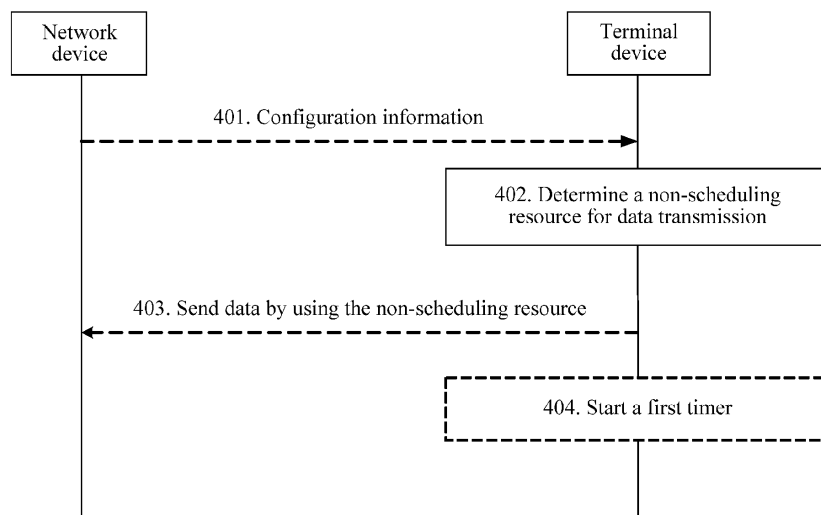 Network
device
Terminal
device
401. Configuration information
402. Determine a non-scheduling
resource for data transmission
403. Send data by using the non-scheduling resource
404. Start a first timer